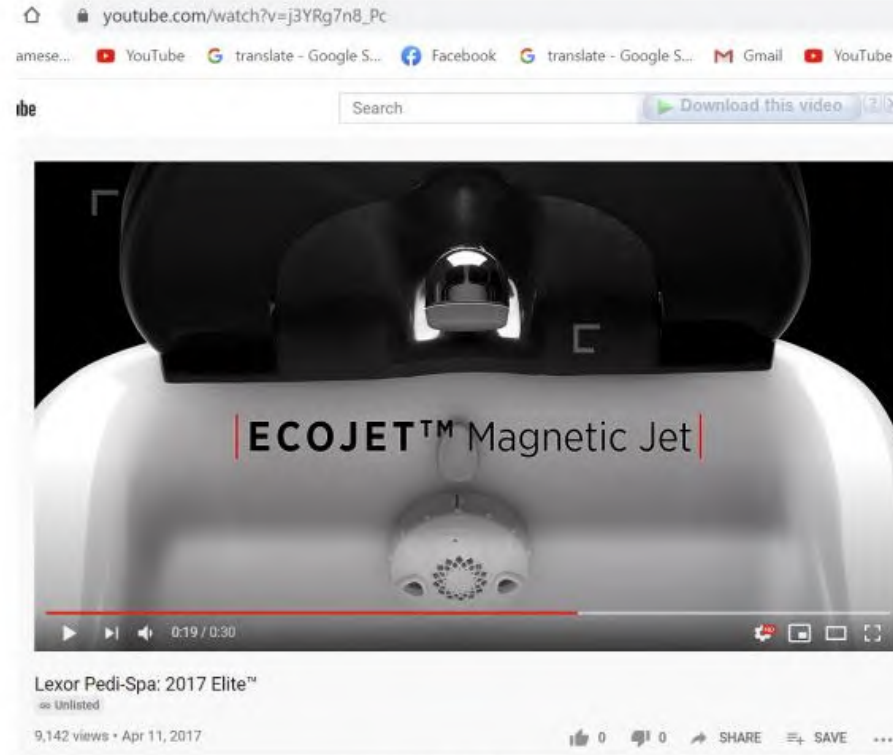 youtube.com/watch?v=j3YRg7n8_Pc
amese... YouTube translate - Google S... Facebook translate - Google S... Gmail YouTube
ube Search Download this video ? X
ECOJET™ Magnetic Jet
0:19 / 0:30 HD
Lexor Pedi-Spa: 2017 Elite™
Unlisted
9,142 views • Apr 11, 2017 0 0 SHARE SAVE ...